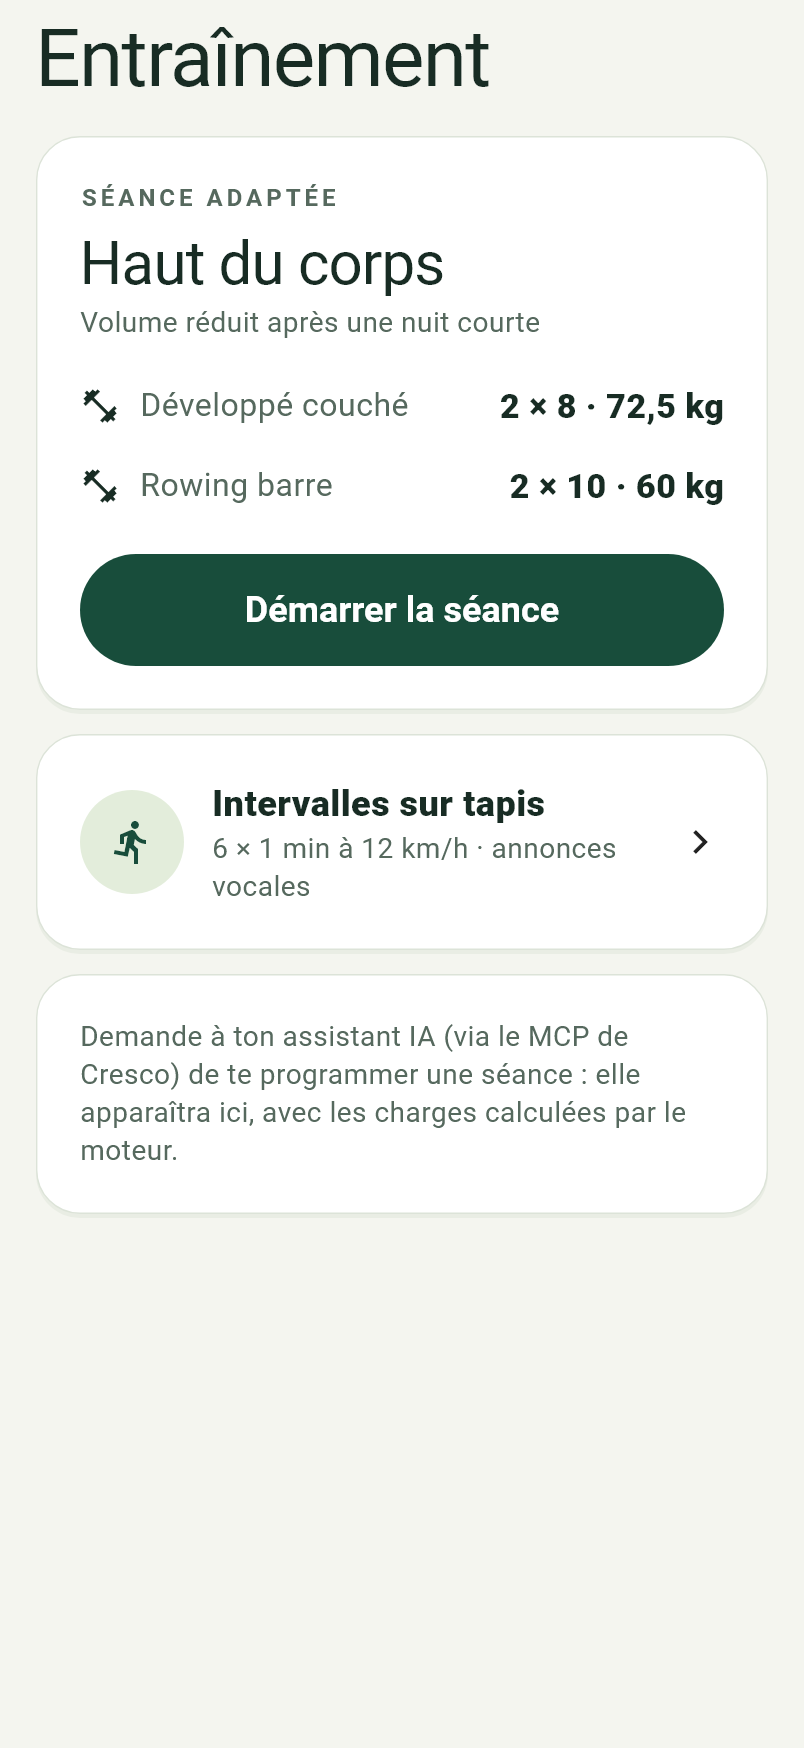 Entraînement
SÉANCE ADAPTÉE
Haut du corps
Volume réduit après une nuit courte
Développé couché 2 × 8 · 72,5 kg
Rowing barre 2 × 10 · 60 kg
Démarrer la séance
Intervalles sur tapis
6 × 1 min à 12 km/h · annonces
vocales
Demande à ton assistant IA (via le MCP de
Cresco) de te programmer une séance : elle
apparaîtra ici, avec les charges calculées par le
moteur.